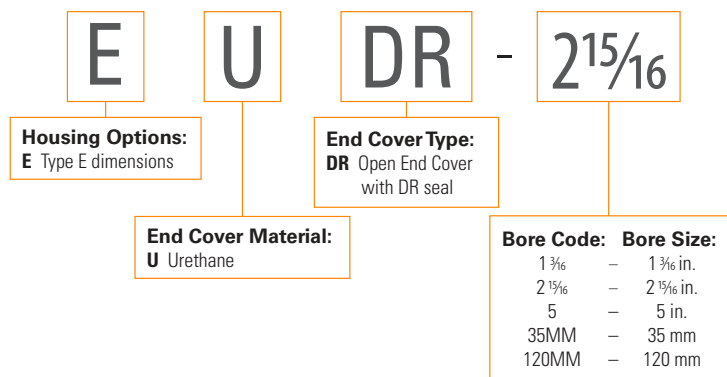 E U DR - 2 15/16
Housing Options:
E Type E dimensions
End Cover Type:
DR Open End Cover
with DR seal
End Cover Material:
U Urethane
Bore Code: Bore Size:
1 3/16 – 1 3/16 in.
2 15/16 – 2 15/16 in.
5 – 5 in.
35MM – 35 mm
120MM – 120 mm